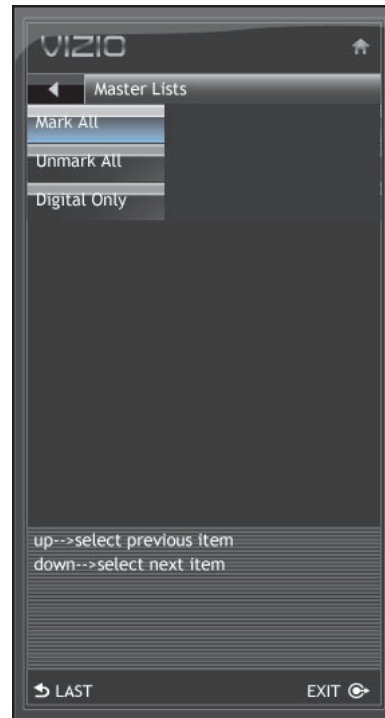 VIZIO
Master Lists
Mark All
Unmark All
Digital Only
up-->select previous item
down-->select next item
LAST EXIT